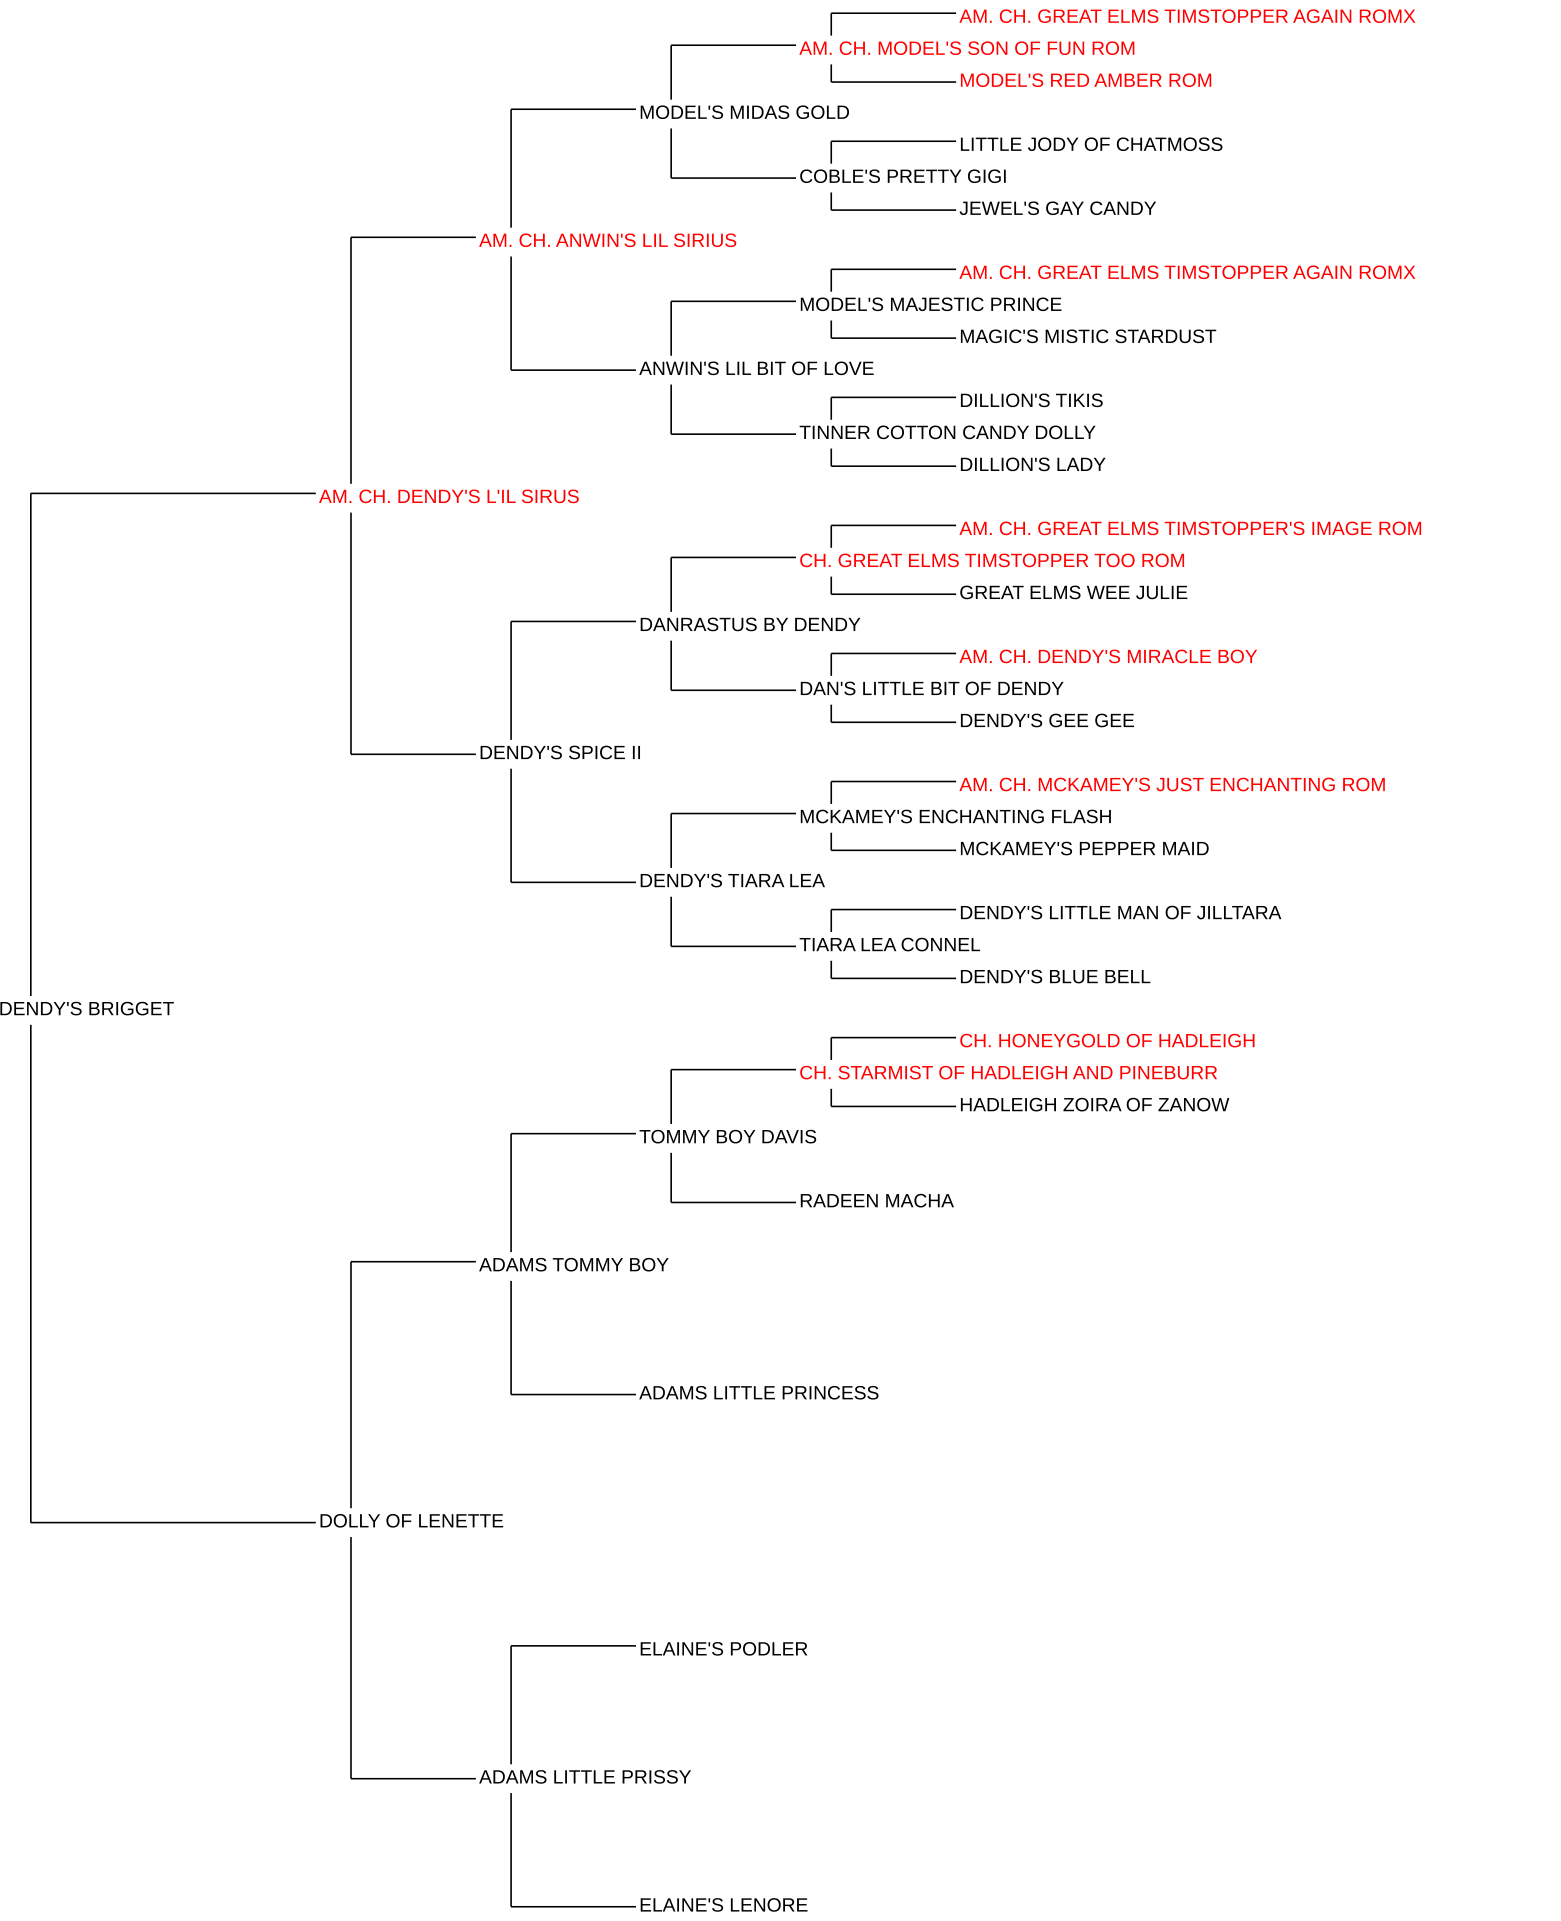 AM. CH. GREAT ELMS TIMSTOPPER AGAIN ROMX
AM. CH. MODEL'S SON OF FUN ROM
MODEL'S RED AMBER ROM
MODEL'S MIDAS GOLD
LITTLE JODY OF CHATMOSS
COBLE'S PRETTY GIGI
JEWEL'S GAY CANDY
AM. CH. ANWIN'S LIL SIRIUS
AM. CH. GREAT ELMS TIMSTOPPER AGAIN ROMX
MODEL'S MAJESTIC PRINCE
MAGIC'S MISTIC STARDUST
ANWIN'S LIL BIT OF LOVE
DILLION'S TIKIS
TINNER COTTON CANDY DOLLY
DILLION'S LADY
AM. CH. DENDY'S L'IL SIRUS
AM. CH. GREAT ELMS TIMSTOPPER'S IMAGE ROM
CH. GREAT ELMS TIMSTOPPER TOO ROM
GREAT ELMS WEE JULIE
DANRASTUS BY DENDY
AM. CH. DENDY'S MIRACLE BOY
DAN'S LITTLE BIT OF DENDY
DENDY'S GEE GEE
DENDY'S SPICE II
AM. CH. MCKAMEY'S JUST ENCHANTING ROM
MCKAMEY'S ENCHANTING FLASH
MCKAMEY'S PEPPER MAID
DENDY'S TIARA LEA
DENDY'S LITTLE MAN OF JILLTARA
TIARA LEA CONNEL
DENDY'S BLUE BELL
DENDY'S BRIGGET
CH. HONEYGOLD OF HADLEIGH
CH. STARMIST OF HADLEIGH AND PINEBURR
HADLEIGH ZOIRA OF ZANOW
TOMMY BOY DAVIS
RADEEN MACHA
ADAMS TOMMY BOY
ADAMS LITTLE PRINCESS
DOLLY OF LENETTE
ELAINE'S PODLER
ADAMS LITTLE PRISSY
ELAINE'S LENORE